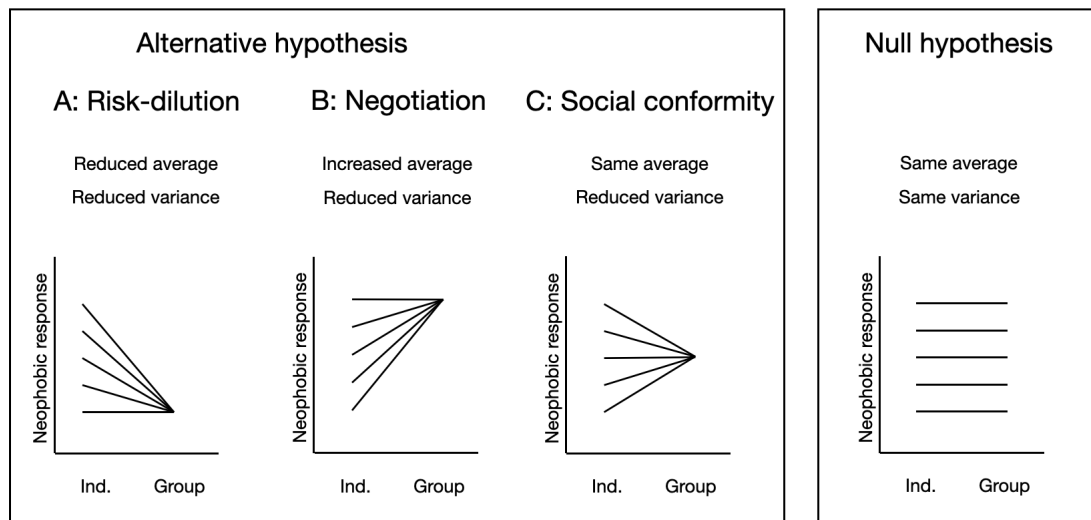 Alternative hypothesis
A: Risk-dilution
Reduced average
Reduced variance
Neophobic response
Ind.
Group
B: Negotiation
Increased average
Reduced variance
Neophobic response
Ind.
Group
C: Social conformity
Same average
Reduced variance
Neophobic response
Ind.
Group
Null hypothesis
Same average
Same variance
Neophobic response
Ind.
Group